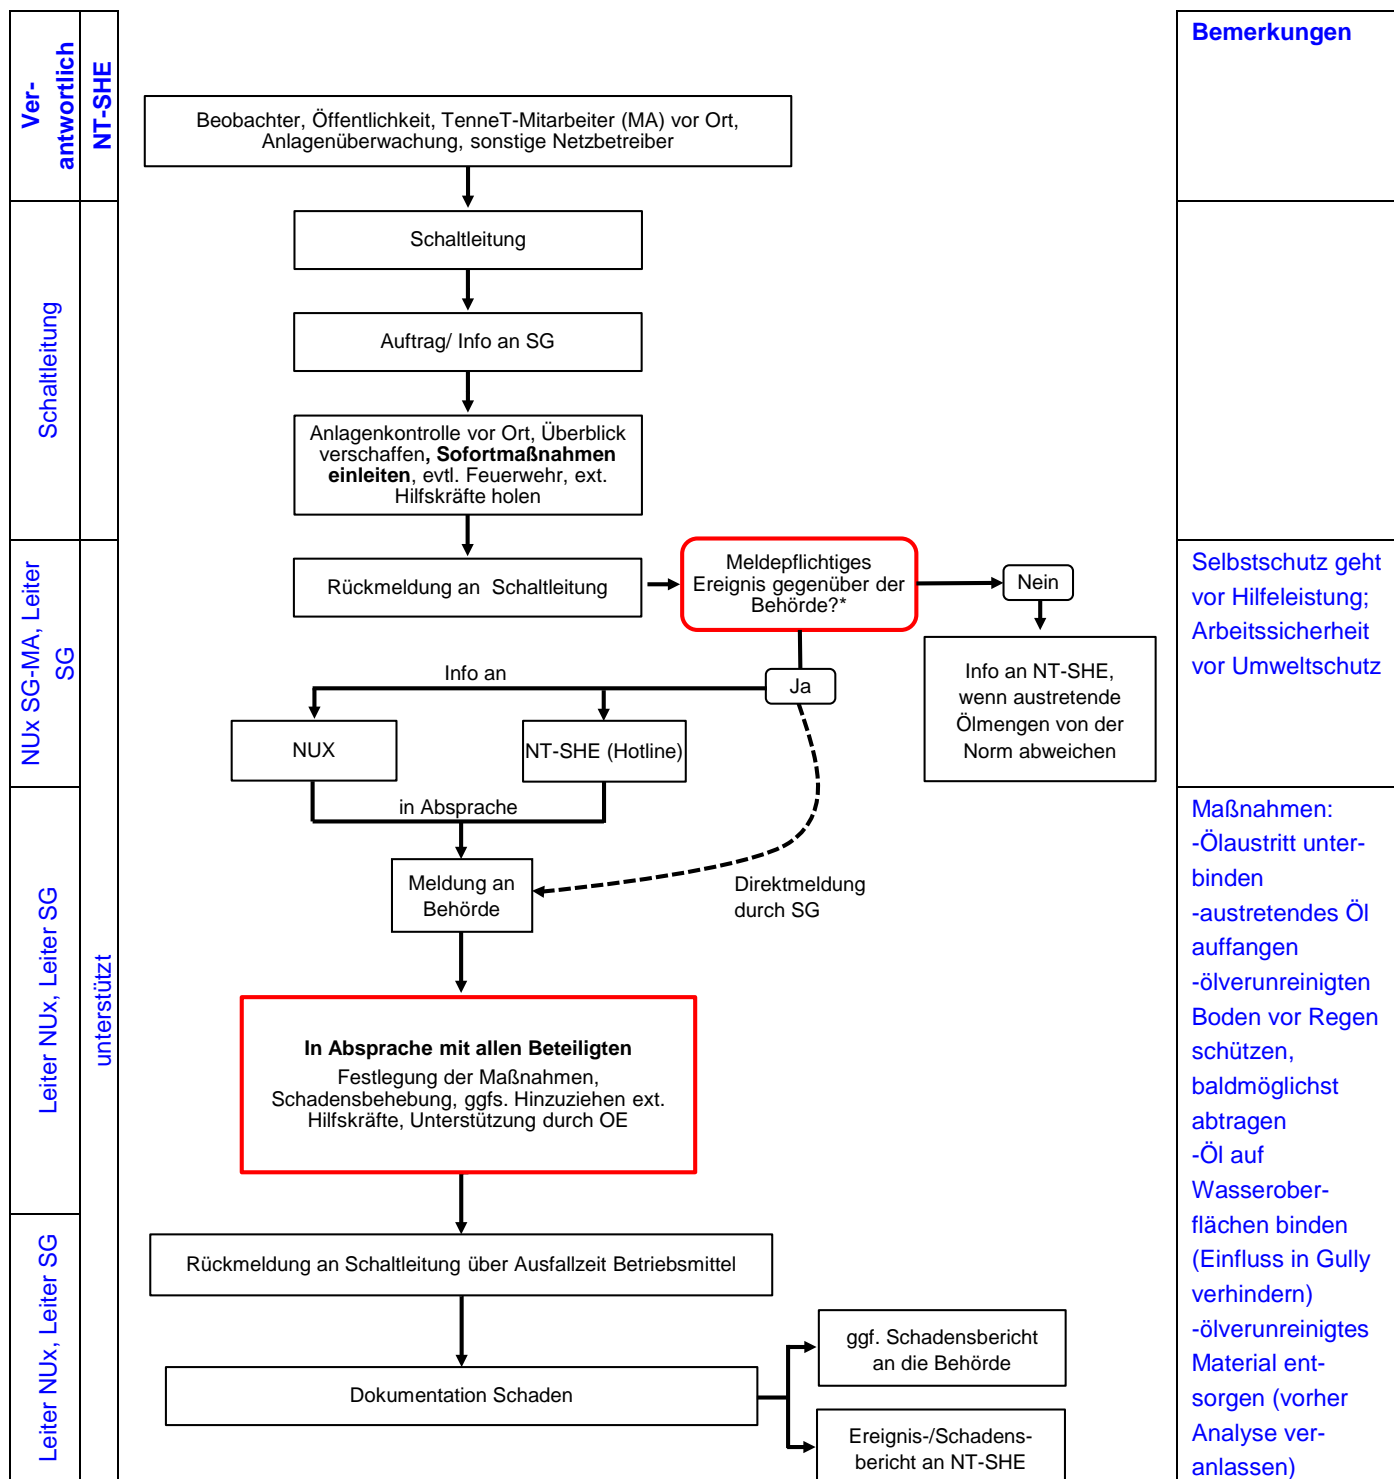 Ver-
antwortlich
NT-SHE
Bemerkungen
Beobachter, Öffentlichkeit, TenneT-Mitarbeiter (MA) vor Ort,
Anlagenüberwachung, sonstige Netzbetreiber
Schaltleitung
Schaltleitung
Auftrag/ Info an SG
Anlagenkontrolle vor Ort, Überblick
verschaffen, Sofortmaßnahmen
einleiten, evtl. Feuerwehr, ext.
Hilfskräfte holen
NUx SG-MA, Leiter
SG
Rückmeldung an Schaltleitung
Meldepflichtiges
Ereignis gegenüber der
Behörde?*
Nein
Info an NT-SHE,
wenn austretende
Ölmengen von der
Norm abweichen
Ja
Info an
NUX
NT-SHE (Hotline)
in Absprache
Selbstschutz geht
vor Hilfeleistung;
Arbeitssicherheit
vor Umweltschutz
Leiter NUx, Leiter SG
unterstützt
Meldung an
Behörde
Direktmeldung
durch SG
In Absprache mit allen Beteiligten
Festlegung der Maßnahmen,
Schadensbehebung, ggfs. Hinzuziehen ext.
Hilfskräfte, Unterstützung durch OE
Leiter NUx, Leiter SG
Rückmeldung an Schaltleitung über Ausfallzeit Betriebsmittel
Dokumentation Schaden
ggf. Schadensbericht
an die Behörde
Ereignis-/Schadens-
bericht an NT-SHE
Maßnahmen:
-Ölaustritt unter-
binden
-austretendes Öl
auffangen
-ölverunreinigten
Boden vor Regen
schützen,
baldmöglichst
abtragen
-Öl auf
Wasserober-
flächen binden
(Einfluss in Gully
verhindern)
-ölverunreinigtes
Material ent-
sorgen (vorher
Analyse ver-
anlassen)